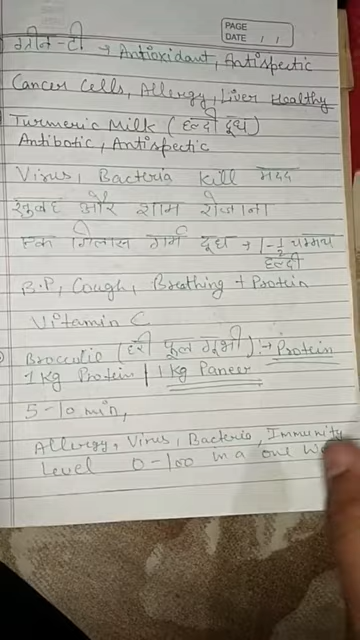 PAGE
DATE / /
ग्रीन-टी → Antioxidant, Antispectic
Cancer Cells, Allergy, Liver Healthy
Turmeric Milk (हल्दी दूध)
Antibotic, Antispectic
Virus, Bacteria Kill मदद
और शाम रोजाना
एक गिलास गर्म दूध → 1-½ चम्मच
हल्दी
B.P, Cough, Breathing + Protein
Vitamin C
Broccolie (हरी फूल गूभी) :→ Protein
1 Kg Protein | 1 Kg Paneer
5-10 min,
Allergy, Virus, Bacteria, Immunity
Level 0-100 in a one